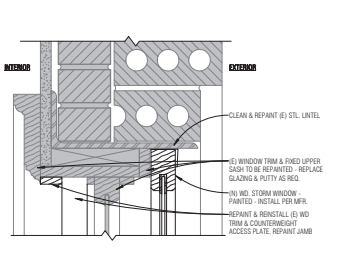 INTERIOR
EXTERIOR
CLEAN & REPAINT (E) STL. LINTEL
(E) WINDOW TRIM & FIXED UPPER
SASH TO BE REPAINTED - REPLACE
GLAZING & PUTTY AS REQ.
(N) WD. STORM WINDOW -
PAINTED - INSTALL PER MFR.
REPAINT & REINSTALL (E) WD
TRIM & COUNTERWEIGHT
ACCESS PLATE, REPAINT JAMB